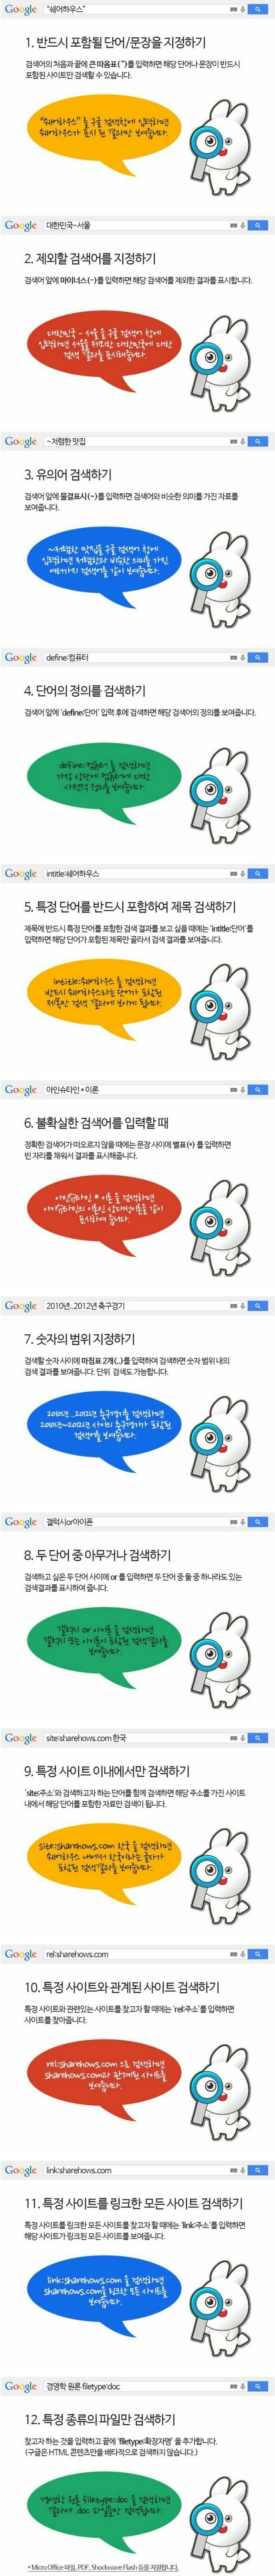 Google "쉐어하우스"
1. 반드시 포함될 단어/문장을 지정하기
검색어의 처음과 끝에 큰 따옴표(")를 입력하면 해당 단어나 문장이 반드시
포함된 사이트만 검색할 수 있습니다.
"쉐어하우스" 를 구글 검색창에 입력하면
쉐어하우스가 표시 된 결과만 보여줍니다.
Google 대한민국-서울
2. 제외할 검색어를 지정하기
검색어 앞에 마이너스(-)를 입력하면 해당 검색어를 제외한 결과를 표시합니다.
대한민국 - 서울 을 구글 검색어 창에
입력하면 서울을 제외한 대한민국에 대한
검색 결과를 표시해줍니다.
Google ~저렴한 맛집
3. 유의어 검색하기
검색어 앞에 물결표시(~)를 입력하면 검색어와 비슷한 의미를 가진 자료를
보여줍니다.
~저렴한 맛집을 구글 검색어 창에
입력하면 저렴한과 비슷한 의미를 가진
여러가지 검색어를 같이 보여줍니다.
Google define:컴퓨터
4. 단어의 정의를 검색하기
검색어 앞에 'define:단어' 입력 후에 검색하면 해당 검색어의 정의를 보여줍니다.
define:컴퓨터 를 검색하면
가장 상단에 컴퓨터에 대한
사전적 정의를 보여줍니다.
Google intitle:쉐어하우스
5. 특정 단어를 반드시 포함하여 제목 검색하기
제목에 반드시 특정 단어를 포함한 검색 결과를 보고 싶을 때에는 'intitle:단어'를
입력하면 해당 단어가 포함된 제목만 골라서 검색 결과를 보여줍니다.
intitle:쉐어하우스 를 검색하면
반드시 쉐어하우스라는 단어가 포함된
제목만 검색 결과에 보이게 됩니다.
Google 아인슈타인 * 이론
6. 불확실한 검색어를 입력할 때
정확한 검색어가 떠오르지 않을 때에는 문장 사이에 별표(*) 를 입력하면
빈 자리를 채워서 결과를 표시해줍니다.
아인슈타인 * 이론 을 검색하면
아인슈타인의 이론인 상대성이론을 같이
표시하여 줍니다.
Google 2010년..2012년 축구경기
7. 숫자의 범위 지정하기
검색할 숫자 사이에 마침표 2개(..)를 입력하여 검색하면 숫자 범위 내의
검색 결과를 보여줍니다. 단위 검색도 가능합니다.
2010년 ..2012년 축구경기를 검색하면
2010년~2012년 사이의 축구경기가 포함된
검색어를 보여줍니다.
Google 갤럭시or아이폰
8. 두 단어 중 아무거나 검색하기
검색하고 싶은 두 단어 사이에 or 를 입력하면 두 단어 중 둘 중 하나라도 있는
검색결과를 표시하여 줍니다.
갤럭시 or 아이폰 을 검색하면
갤럭시 또는 아이폰이 포함된 검색 결과를
보여줍니다.
Google site:sharehows.com 한국
9. 특정 사이트 이내에서만 검색하기
'site:주소'와 검색하고자 하는 단어를 함께 검색하면 해당 주소를 가진 사이트
내에서 해당 단어를 포함한 자료만 검색이 됩니다.
site:sharehows.com 한국 을 검색하면
쉐어하우스 내에서 한국이라는 글자가
포함된 검색 결과를 보여줍니다.
Google rel:sharehows.com
10. 특정 사이트와 관계된 사이트 검색하기
특정 사이트와 관련있는 사이트를 찾고자 할 때에는 'rel:주소'를 입력하면
사이트를 찾아줍니다.
rel:sharehows.com 으로 검색하면
sharehows.com과 관계된 사이트를
보여줍니다.
Google link:sharehows.com
11. 특정 사이트를 링크한 모든 사이트 검색하기
특정 사이트를 링크한 모든 사이트를 찾고자 할 때에는 'link:주소'를 입력하면
해당 사이트가 링크된 모든 사이트를 보여줍니다.
link:sharehows.com 을 검색하면
sharehows.com을 링크한 모든 사이트를
보여줍니다.
Google 경영학 원론 filetype:doc
12. 특정 종류의 파일만 검색하기
찾고자 하는 것을 입력하고 끝에 'filetype:확장자명' 을 추가합니다.
(구글은 HTML 콘텐츠만을 배타적으로 검색하지 않습니다.)
경영학 원론 filetype:doc 을 검색하면
결과에 .doc 파일들만 검색됩니다.
* Micro Office 파일, PDF, Shockwave Flash 등을 지원합니다.